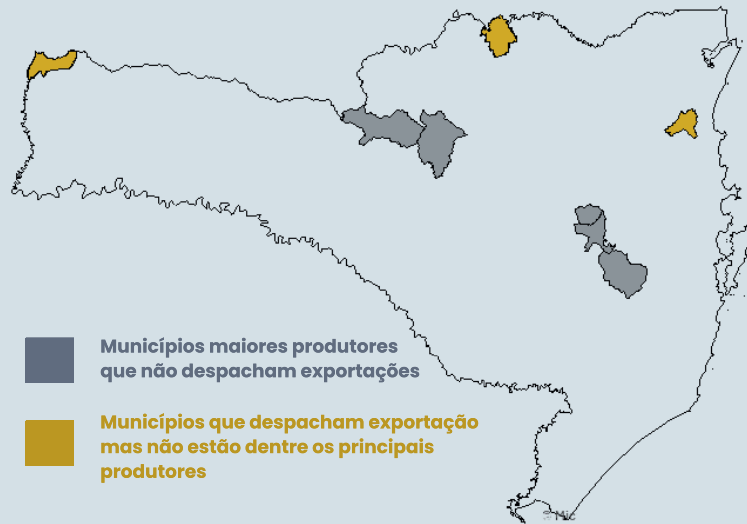 Municípios maiores produtores
que não despacham exportações
Municípios que despacham exportação
mas não estão dentre os principais
produtores